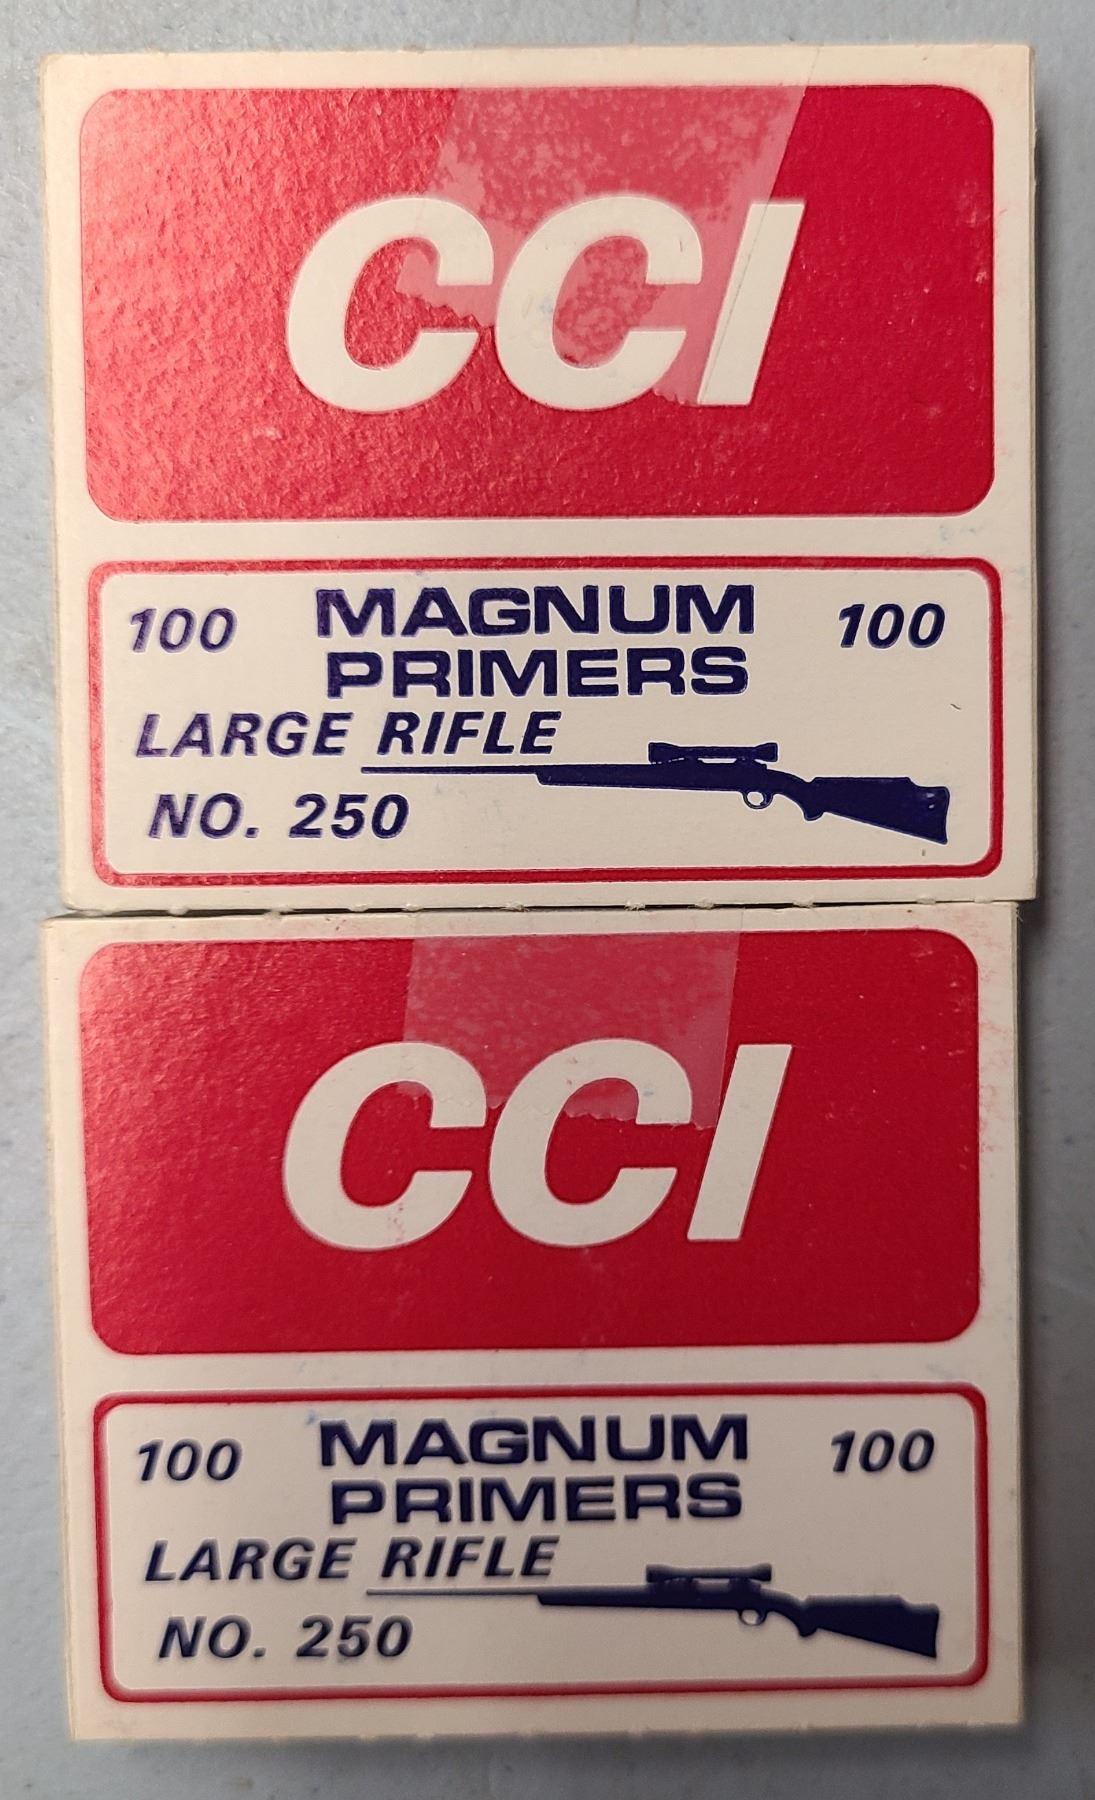 CCI
100 MAGNUM 100
PRIMERS
LARGE RIFLE
NO. 250
CCI
100 MAGNUM 100
PRIMERS
LARGE RIFLE
NO. 250